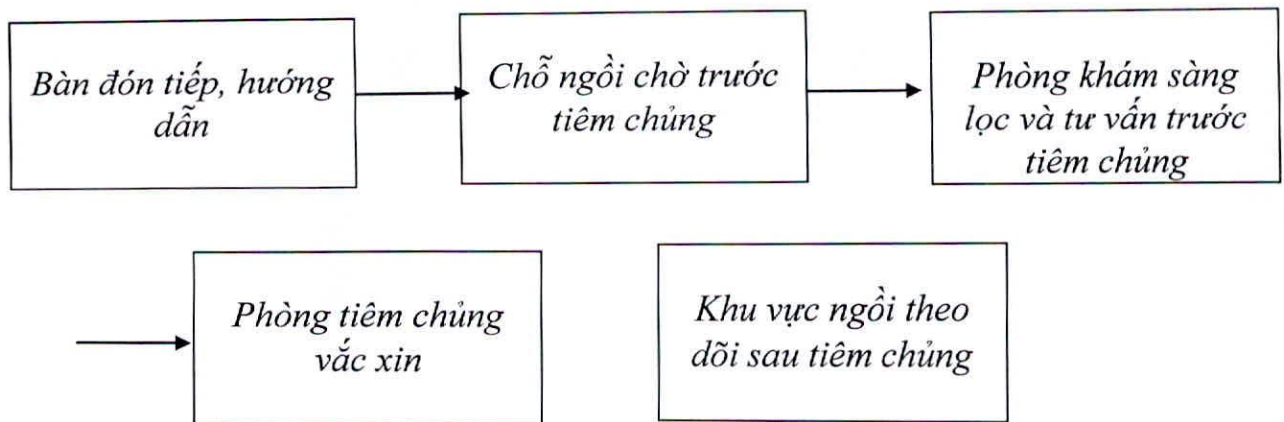 Bàn đón tiếp, hướng
dẫn
Chỗ ngồi chờ trước
tiêm chủng
Phòng khám sàng
lọc và tư vấn trước
tiêm chủng
Phòng tiêm chủng
vắc xin
Khu vực ngồi theo
dõi sau tiêm chủng